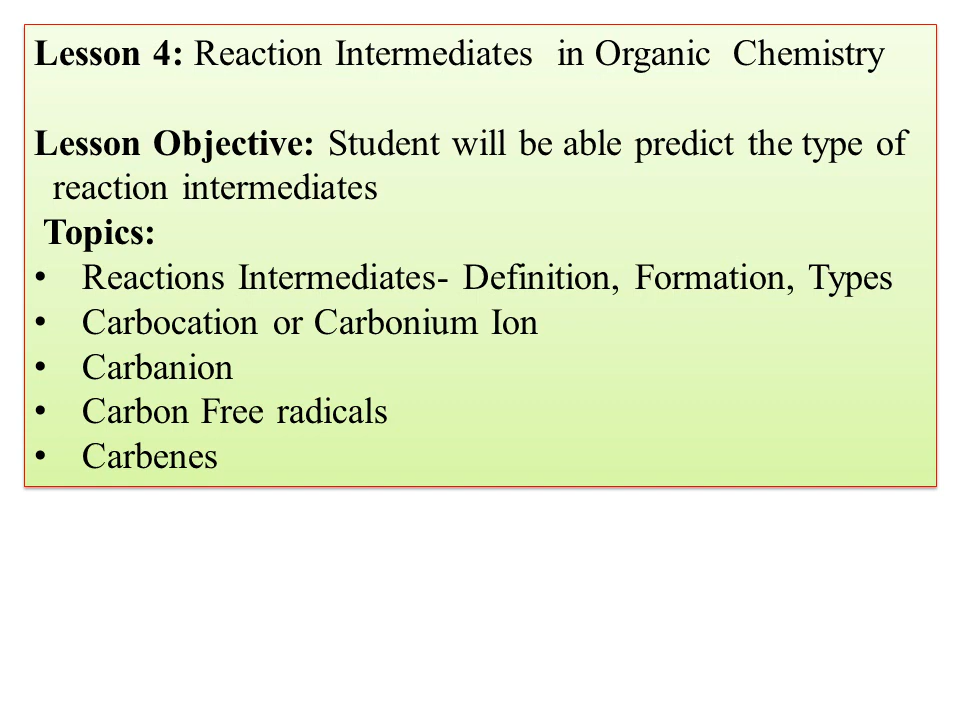 Lesson 4: Reaction Intermediates in Organic Chemistry
Lesson Objective: Student will be able predict the type of
reaction intermediates
Topics:
• Reactions Intermediates- Definition, Formation, Types
• Carbocation or Carbonium Ion
• Carbanion
• Carbon Free radicals
• Carbenes